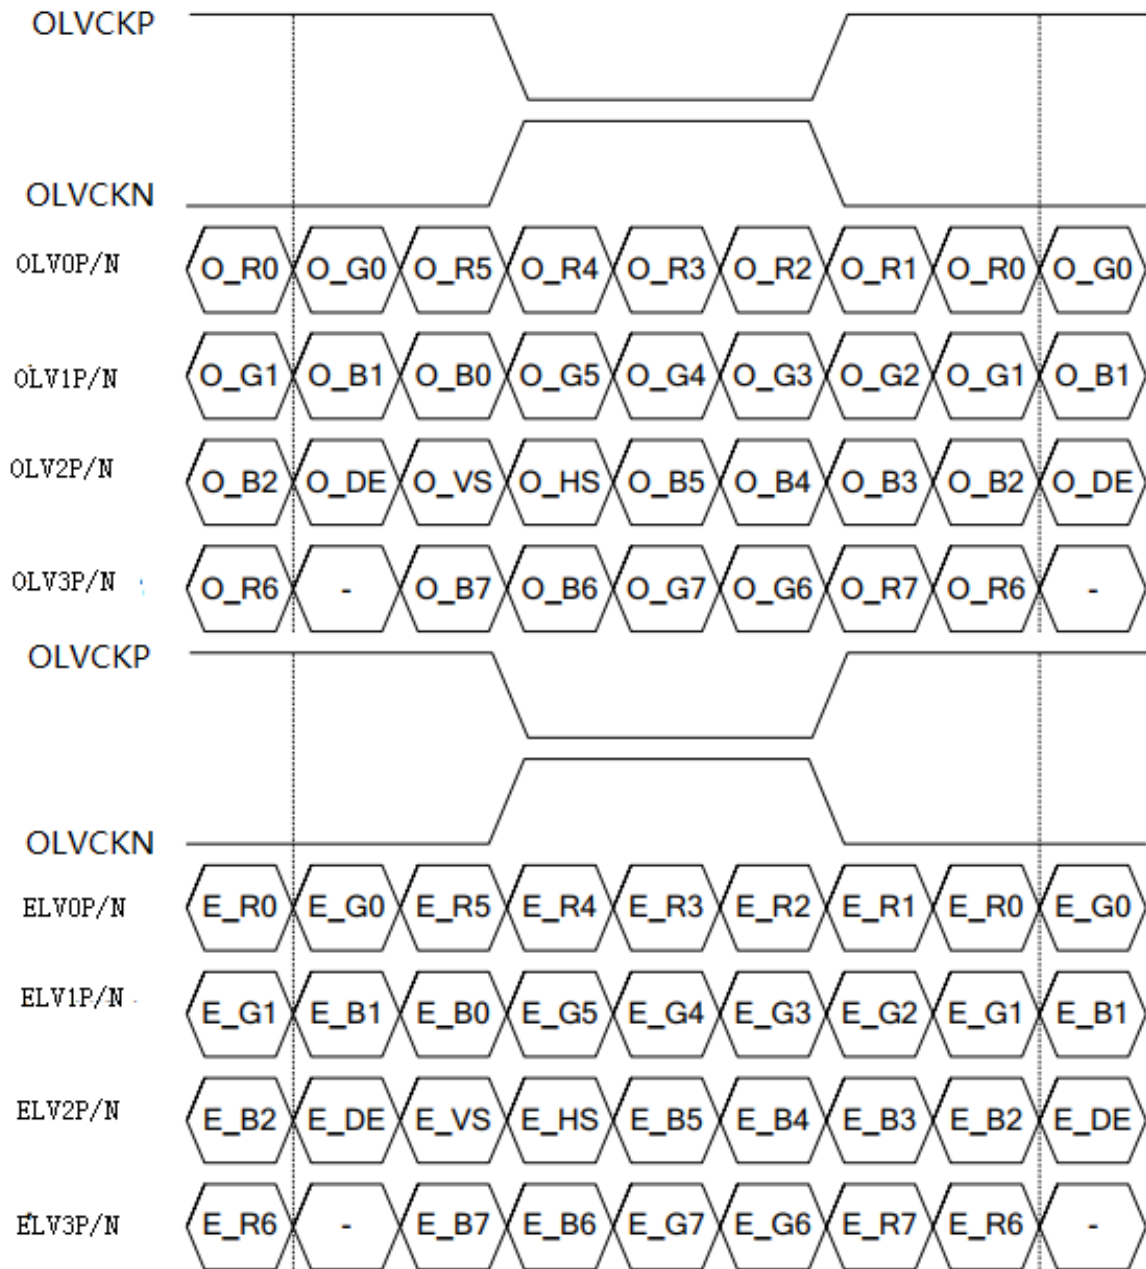 OLVCKP
OLVCKN
OLV0P/N O_R0 O_G0 O_R5 O_R4 O_R3 O_R2 O_R1 O_R0 O_G0
OLV1P/N O_G1 O_B1 O_B0 O_G5 O_G4 O_G3 O_G2 O_G1 O_B1
OLV2P/N O_B2 O_DE O_VS O_HS O_B5 O_B4 O_B3 O_B2 O_DE
OLV3P/N O_R6 - O_B7 O_B6 O_G7 O_G6 O_R7 O_R6 -
OLVCKP
OLVCKN
ELV0P/N E_R0 E_G0 E_R5 E_R4 E_R3 E_R2 E_R1 E_R0 E_G0
ELV1P/N E_G1 E_B1 E_B0 E_G5 E_G4 E_G3 E_G2 E_G1 E_B1
ELV2P/N E_B2 E_DE E_VS E_HS E_B5 E_B4 E_B3 E_B2 E_DE
ELV3P/N E_R6 - E_B7 E_B6 E_G7 E_G6 E_R7 E_R6 -